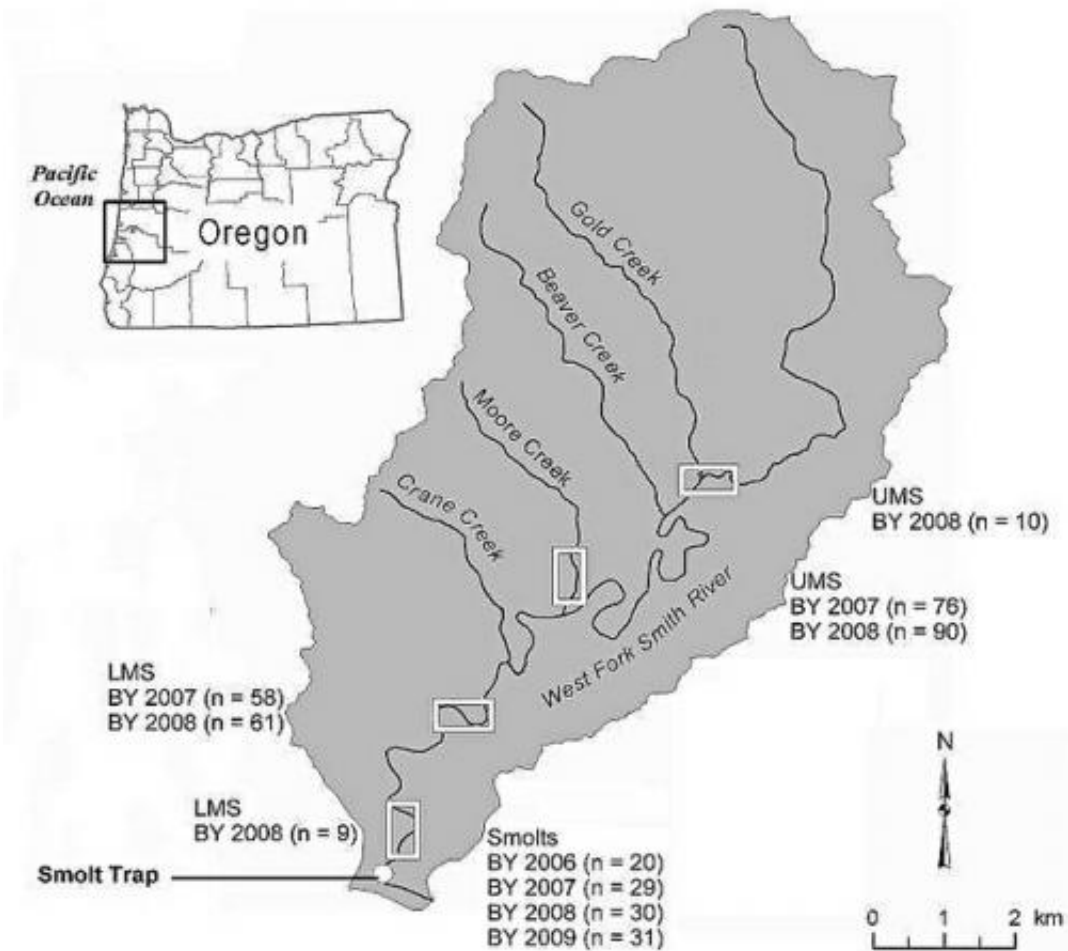 Pacific
Ocean
Oregon
Gold Creek
Beaver Creek
Moore Creek
Crane Creek
West Fork Smith River
UMS
BY 2008 (n = 10)
UMS
BY 2007 (n = 76)
BY 2008 (n = 90)
LMS
BY 2007 (n = 58)
BY 2008 (n = 61)
LMS
BY 2008 (n = 9)
Smolt Trap
Smolts
BY 2006 (n = 20)
BY 2007 (n = 29)
BY 2008 (n = 30)
BY 2009 (n = 31)
N
0 1 2 km